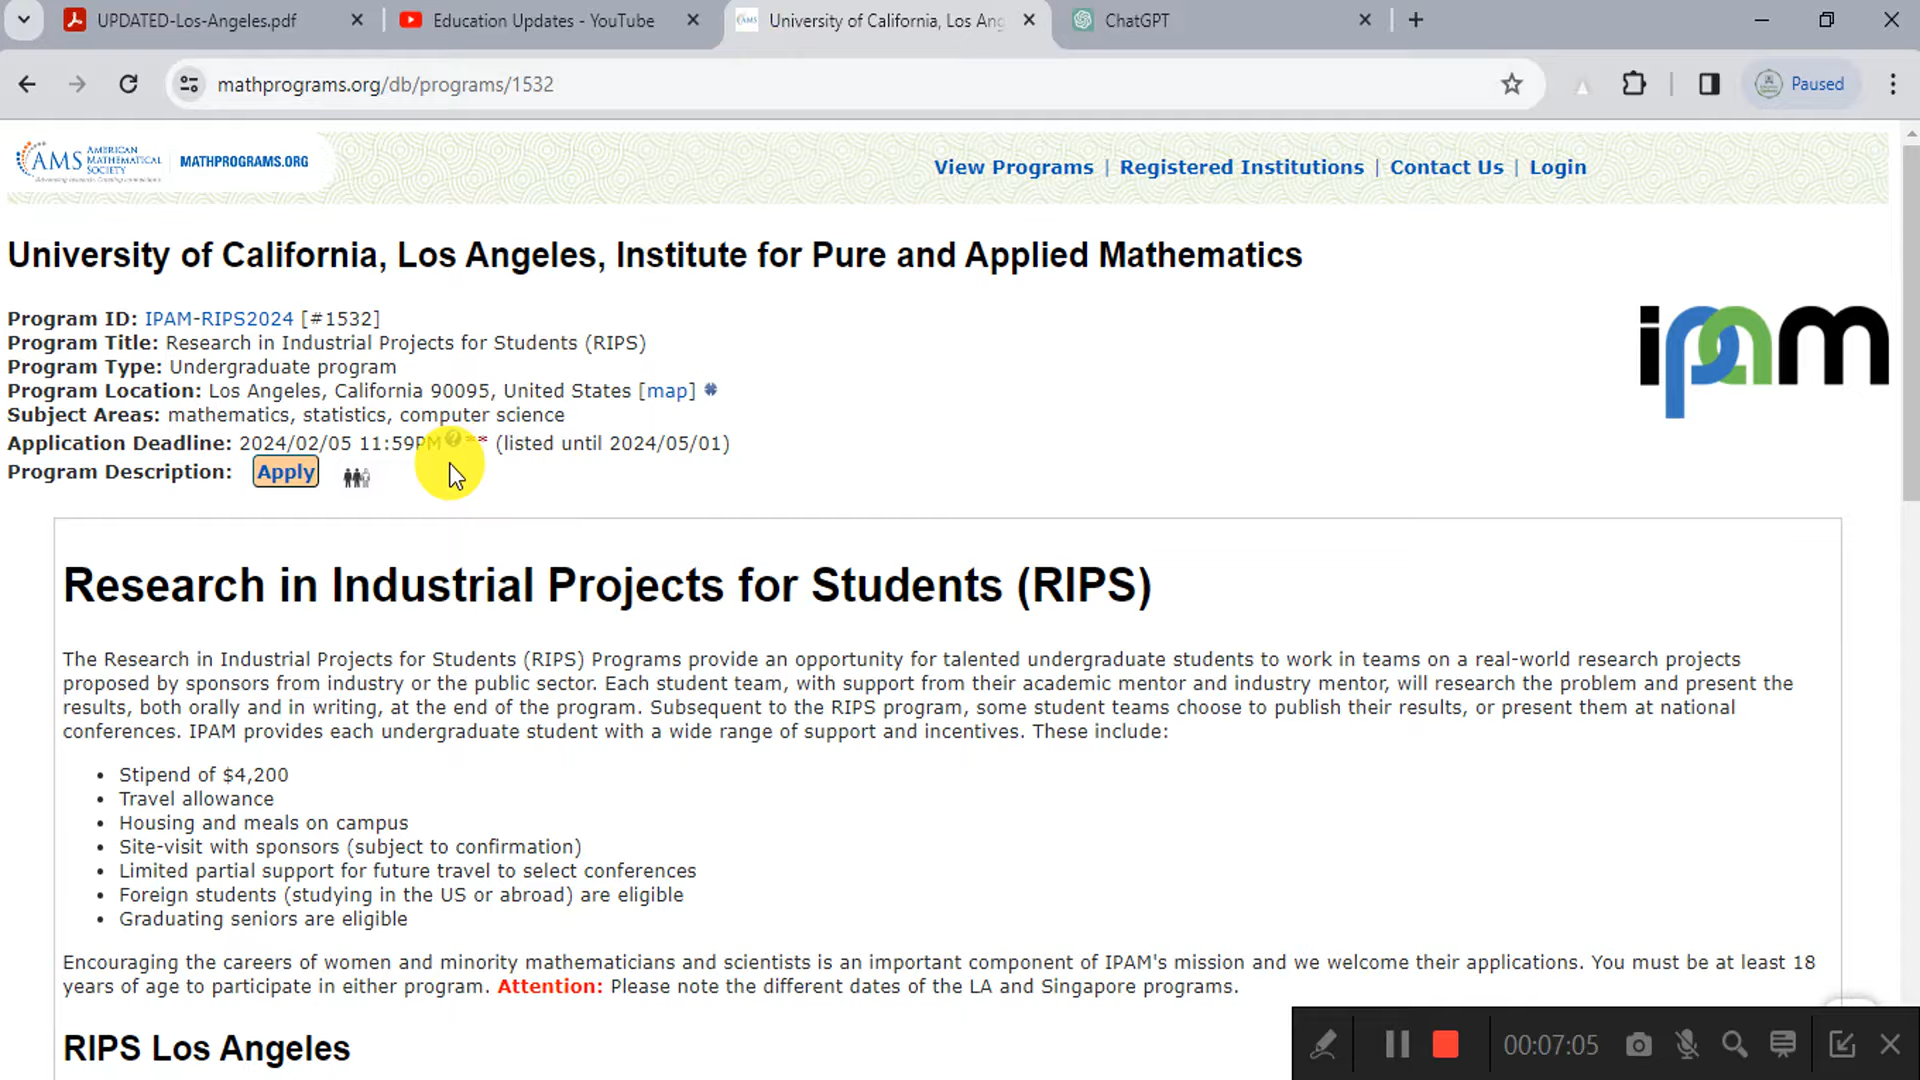 UPDATED-Los-Angeles.pdf
Education Updates - YouTube
University of California, Los Ang
ChatGPT
mathprograms.org/db/programs/1532
Paused
AMS AMERICAN MATHEMATICAL SOCIETY
MATHPROGRAMS.ORG
View Programs | Registered Institutions | Contact Us | Login
University of California, Los Angeles, Institute for Pure and Applied Mathematics
ipam
Program ID: IPAM-RIPS2024 [#1532]
Program Title: Research in Industrial Projects for Students (RIPS)
Program Type: Undergraduate program
Program Location: Los Angeles, California 90095, United States [map]
Subject Areas: mathematics, statistics, computer science
Application Deadline: 2024/02/05 11:59PM ** (listed until 2024/05/01)
Program Description: Apply
Research in Industrial Projects for Students (RIPS)
The Research in Industrial Projects for Students (RIPS) Programs provide an opportunity for talented undergraduate students to work in teams on a real-world research projects
proposed by sponsors from industry or the public sector. Each student team, with support from their academic mentor and industry mentor, will research the problem and present the
results, both orally and in writing, at the end of the program. Subsequent to the RIPS program, some student teams choose to publish their results, or present them at national
conferences. IPAM provides each undergraduate student with a wide range of support and incentives. These include:
• Stipend of $4,200
• Travel allowance
• Housing and meals on campus
• Site-visit with sponsors (subject to confirmation)
• Limited partial support for future travel to select conferences
• Foreign students (studying in the US or abroad) are eligible
• Graduating seniors are eligible
Encouraging the careers of women and minority mathematicians and scientists is an important component of IPAM's mission and we welcome their applications. You must be at least 18
years of age to participate in either program. Attention: Please note the different dates of the LA and Singapore programs.
RIPS Los Angeles
00:07:05